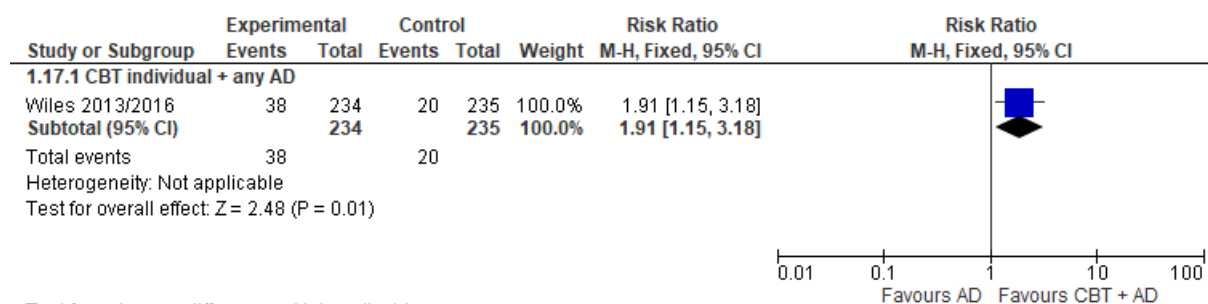 Experimental Control Risk Ratio Risk Ratio
Study or Subgroup Events Total Events Total Weight M-H, Fixed, 95% CI M-H, Fixed, 95% CI
1.17.1 CBT individual + any AD
Wiles 2013/2016 38 234 20 235 100.0% 1.91 [1.15, 3.18]
Subtotal (95% CI) 234 235 100.0% 1.91 [1.15, 3.18]
Total events 38 20
Heterogeneity: Not applicable
Test for overall effect: Z = 2.48 (P = 0.01)
0.01 0.1 1 10 100
Favours AD Favours CBT + AD